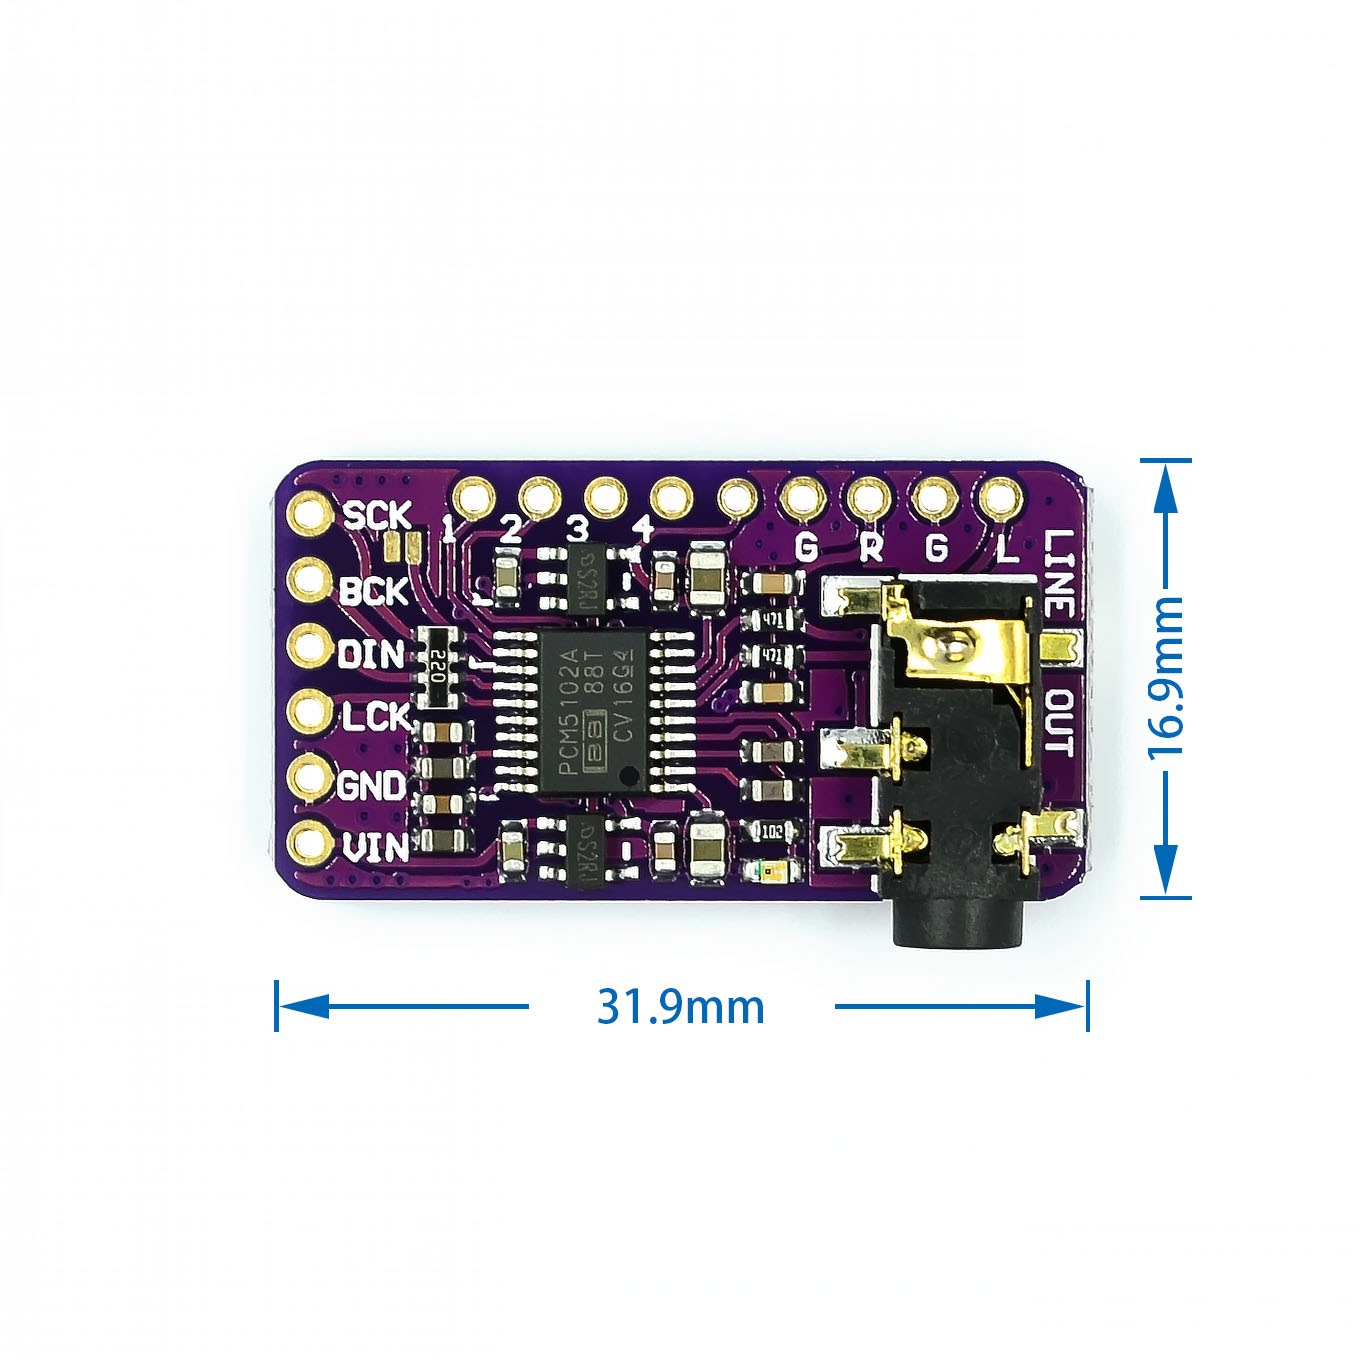 SCK
BCK
DIN
LCK
GND
VIN
1 2 3 4
G R G L
LINE OUT
220
471
471
102
PCM5102A
88T
CV16G4
16.9mm
31.9mm